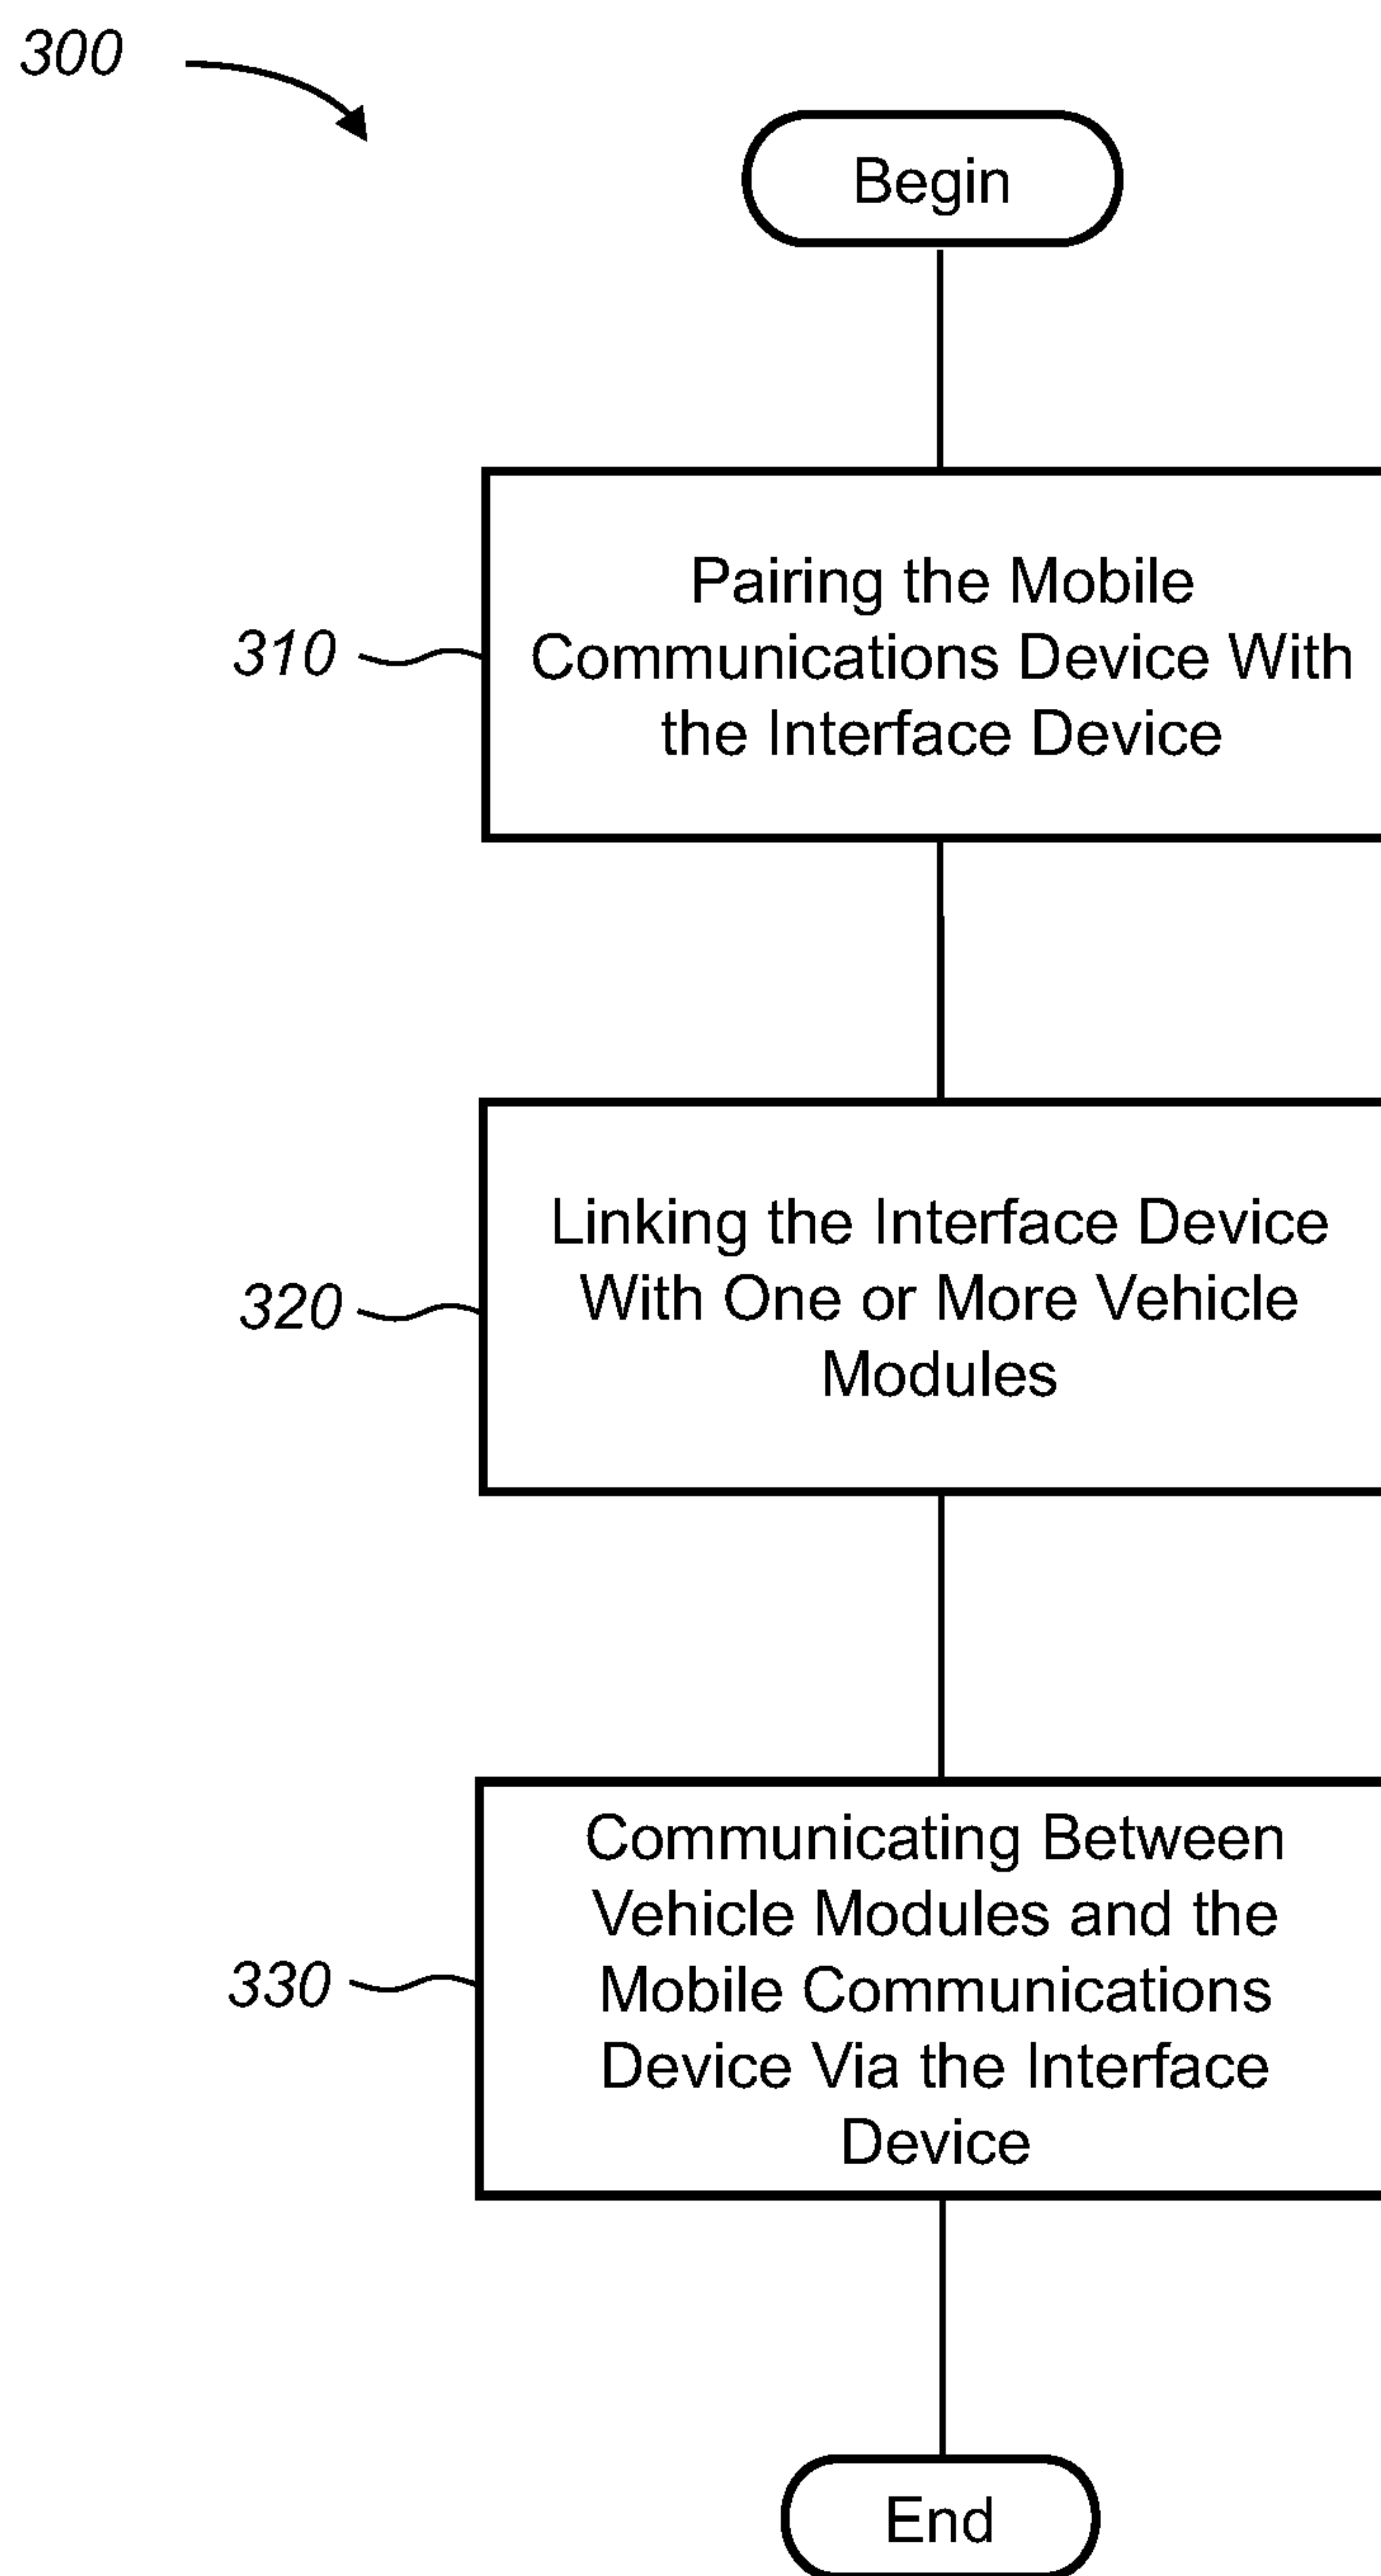 300
Begin
310
Pairing the Mobile
Communications Device With
the Interface Device
320
Linking the Interface Device
With One or More Vehicle
Modules
330
Communicating Between
Vehicle Modules and the
Mobile Communications
Device Via the Interface
Device
End